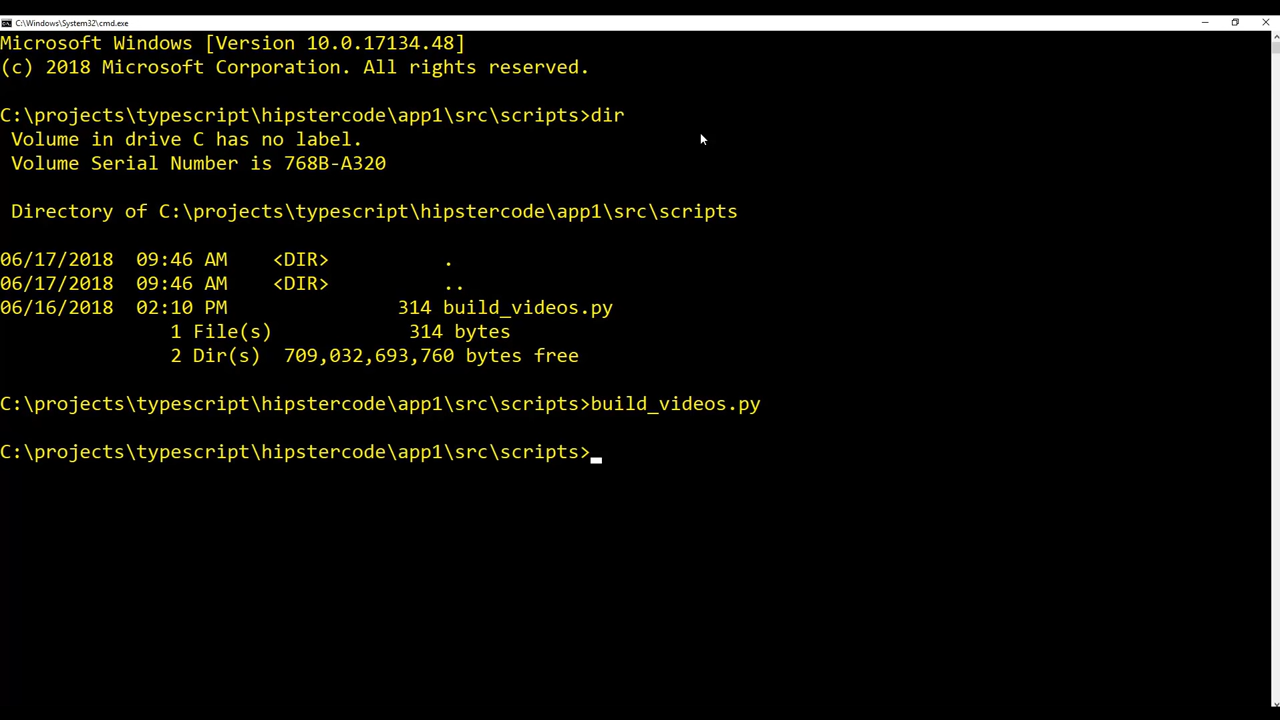 C:\Windows\System32\cmd.exe
Microsoft Windows [Version 10.0.17134.48]
(c) 2018 Microsoft Corporation. All rights reserved.
C:\projects\typescript\hipstercode\app1\src\scripts>dir
Volume in drive C has no label.
Volume Serial Number is 768B-A320
Directory of C:\projects\typescript\hipstercode\app1\src\scripts
06/17/2018  09:46 AM    <DIR>          .
06/17/2018  09:46 AM    <DIR>          ..
06/16/2018  02:10 PM               314 build_videos.py
1 File(s)            314 bytes
2 Dir(s)  709,032,693,760 bytes free
C:\projects\typescript\hipstercode\app1\src\scripts>build_videos.py
C:\projects\typescript\hipstercode\app1\src\scripts>